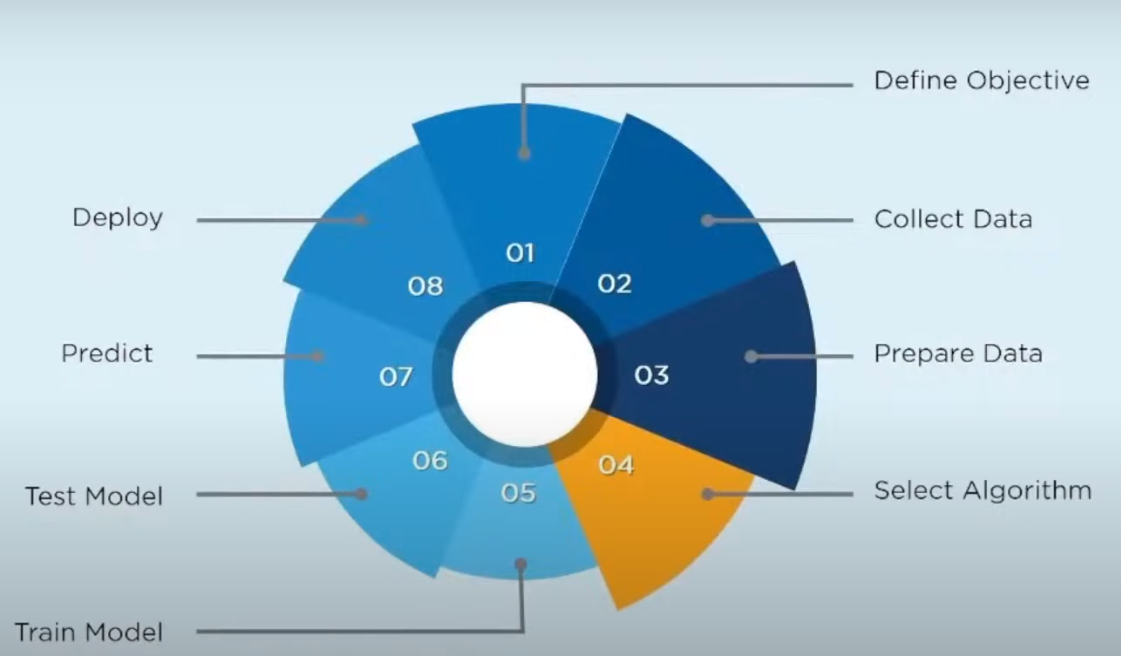 Define Objective
Deploy
Collect Data
01
08
02
Predict
Prepare Data
07
03
06
04
Test Model
05
Select Algorithm
Train Model